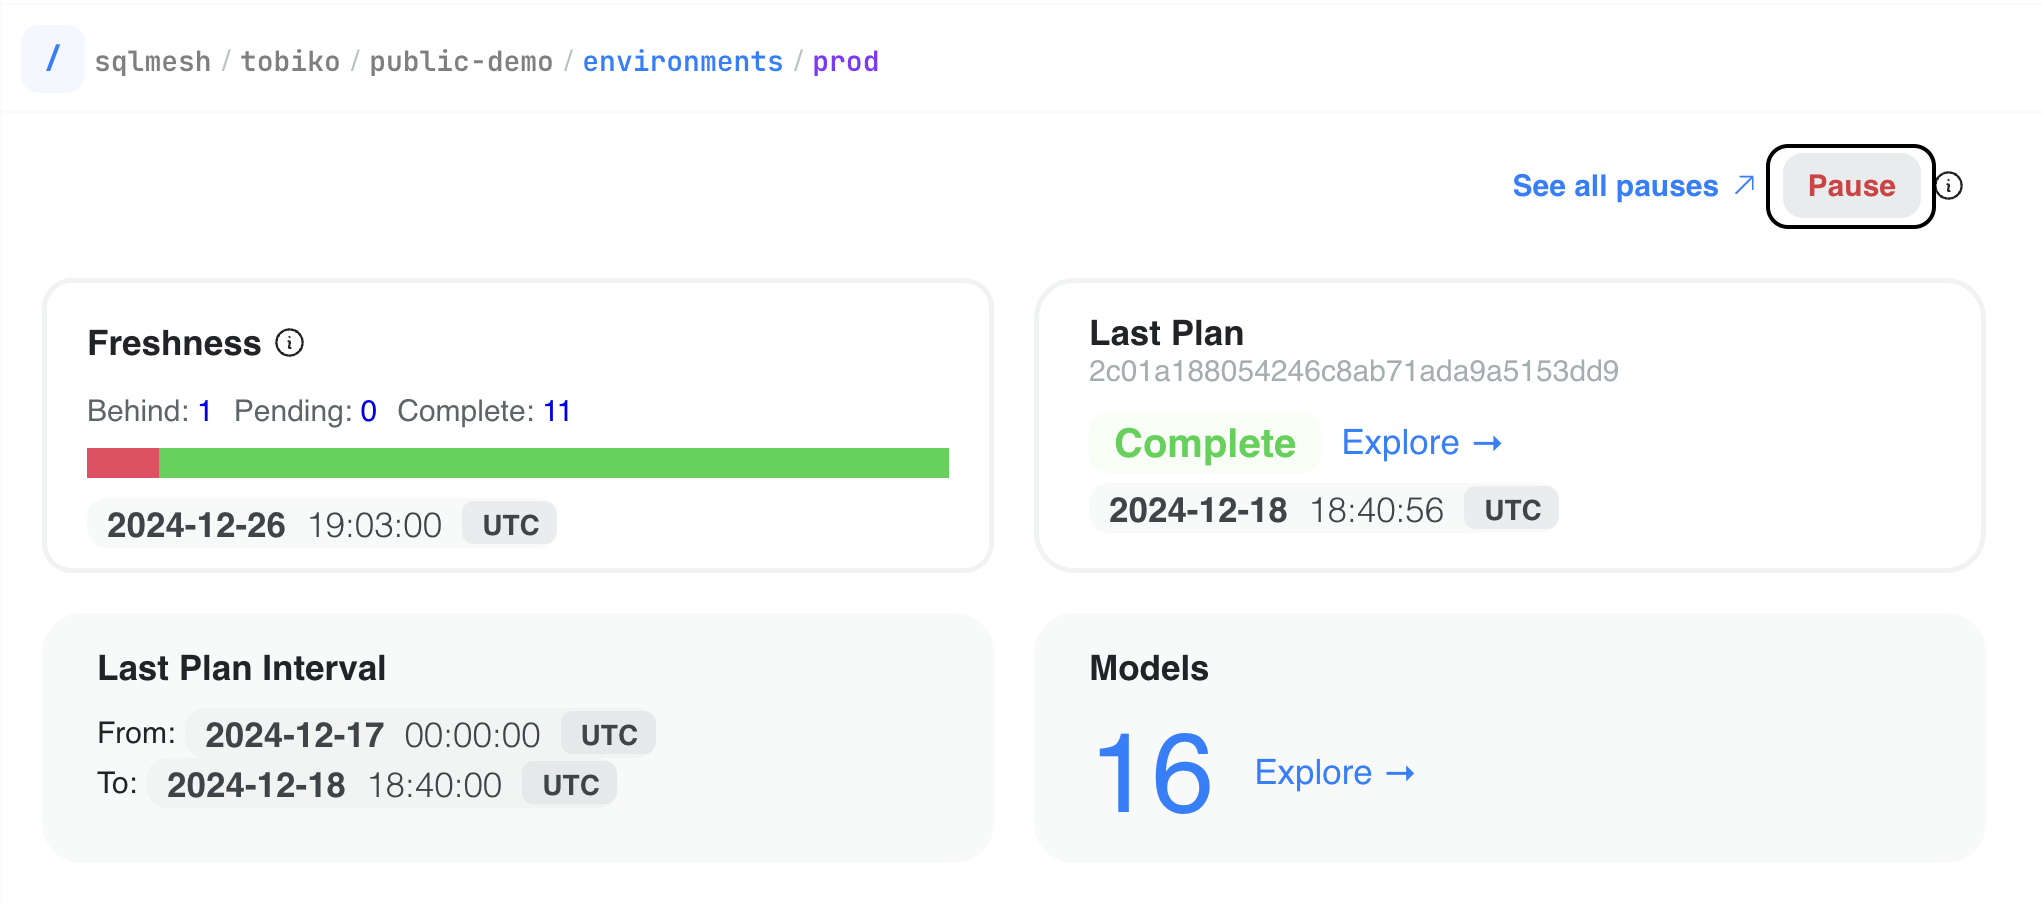 / sqlmesh / tobiko / public-demo / environments / prod
See all pauses ↗ Pause
Freshness
Behind: 1 Pending: 0 Complete: 11
2024-12-26 19:03:00 UTC
Last Plan
2c01a188054246c8ab71ada9a5153dd9
Complete Explore →
2024-12-18 18:40:56 UTC
Last Plan Interval
From: 2024-12-17 00:00:00 UTC
To: 2024-12-18 18:40:00 UTC
Models
16 Explore →